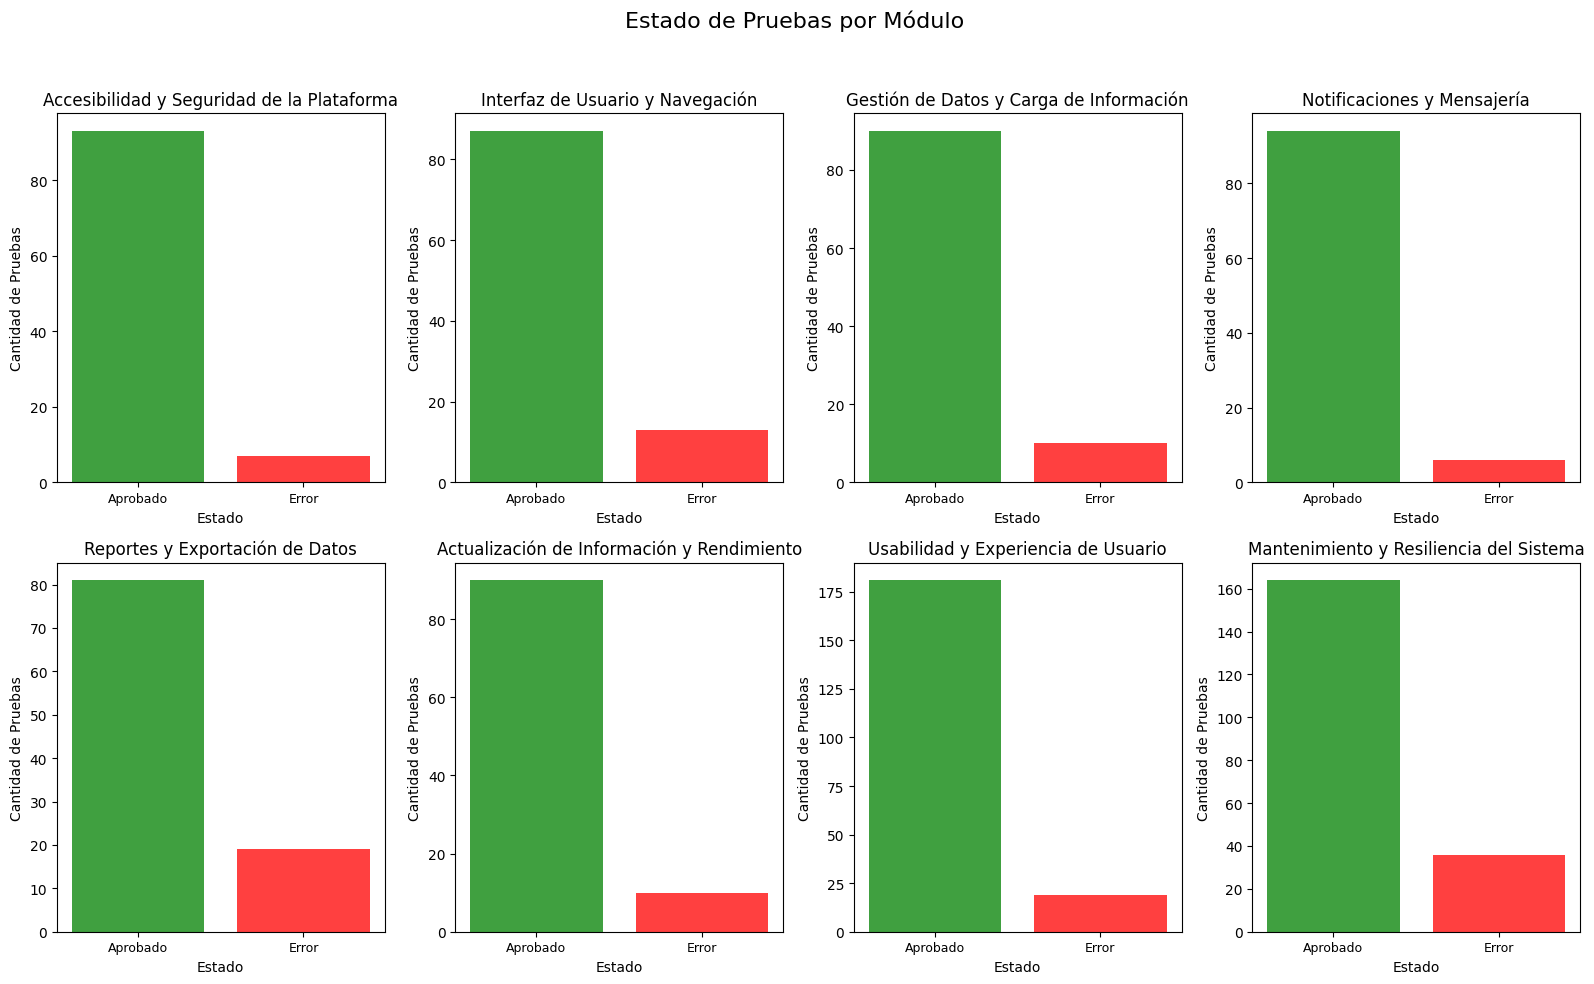 Estado de Pruebas por Módulo
Accesibilidad y Seguridad de la Plataforma
Cantidad de Pruebas
80
60
40
20
0
Aprobado
Error
Estado
Interfaz de Usuario y Navegación
Cantidad de Pruebas
80
60
40
20
0
Aprobado
Error
Estado
Gestión de Datos y Carga de Información
Cantidad de Pruebas
80
60
40
20
0
Aprobado
Error
Estado
Notificaciones y Mensajería
Cantidad de Pruebas
80
60
40
20
0
Aprobado
Error
Estado
Reportes y Exportación de Datos
Cantidad de Pruebas
80
70
60
50
40
30
20
10
0
Aprobado
Error
Estado
Actualización de Información y Rendimiento
Cantidad de Pruebas
80
60
40
20
0
Aprobado
Error
Estado
Usabilidad y Experiencia de Usuario
Cantidad de Pruebas
175
150
125
100
75
50
25
0
Aprobado
Error
Estado
Mantenimiento y Resiliencia del Sistema
Cantidad de Pruebas
160
140
120
100
80
60
40
20
0
Aprobado
Error
Estado